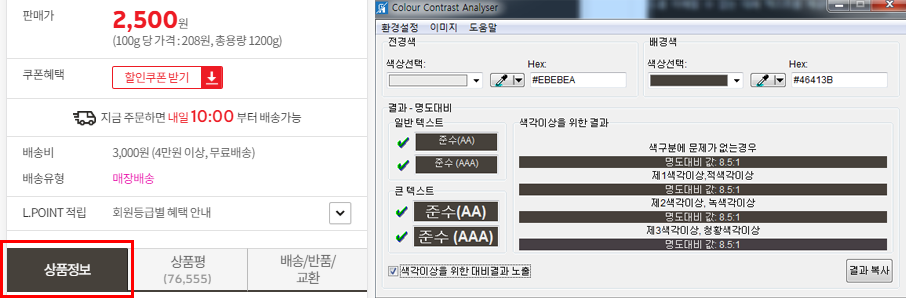 판매가
2,500원
(100g 당 가격 : 208원, 총용량 1200g)
쿠폰혜택
할인쿠폰 받기
지금 주문하면 내일 10:00 부터 배송가능
배송비
3,000원 (4만원 이상, 무료배송)
배송유형
매장배송
L.POINT 적립
회원등급별 혜택 안내
상품정보
상품평
(76,555)
배송/반품/
교환
Colour Contrast Analyser
환경설정 이미지 도움말
전경색
색상선택:
Hex:
#EBEBEA
배경색
색상선택:
Hex:
#46413B
결과 - 명도대비
일반 텍스트
준수(AA)
준수(AAA)
큰 텍스트
준수(AA)
준수 (AAA)
색각이상을 위한 결과
색구분에 문제가 없는경우
명도대비 값: 8.5:1
제1색각이상,적색각이상
명도대비 값: 8.5:1
제2색각이상, 녹색각이상
명도대비 값: 8.5:1
제3색각이상, 청황색각이상
명도대비 값: 8.5:1
색각이상을 위한 대비결과 노출
결과 복사